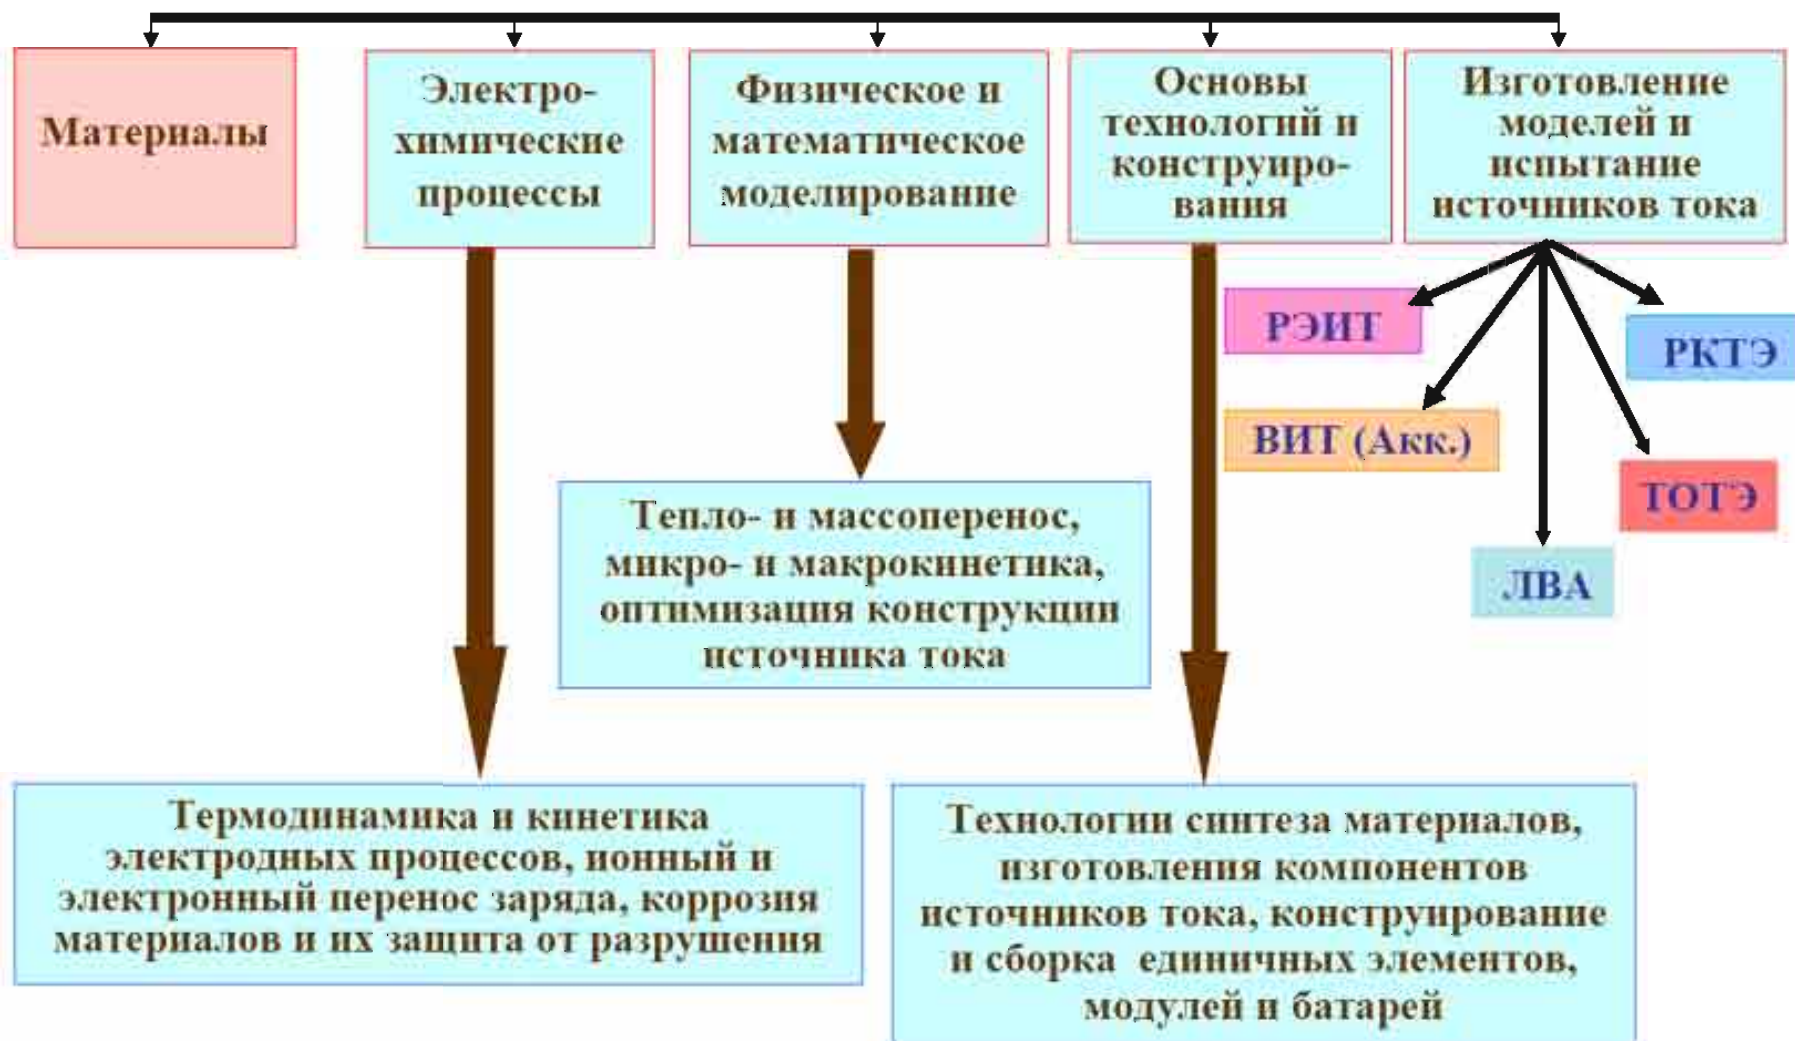 Материалы
Электро-
химические
процессы
Физическое и
математическое
моделирование
Основы
технологий и
конструиро-
вания
Изготовление
моделей и
испытание
источников тока
РЭИТ
РКТЭ
ВИТ (Акк.)
ТОТЭ
ЛВА
Тепло- и массоперенос,
микро- и макрокинетика,
оптимизация конструкции
источника тока
Термодинамика и кинетика
электродных процессов, ионный и
электронный перенос заряда, коррозия
материалов и их защита от разрушения
Технологии синтеза материалов,
изготовления компонентов
источников тока, конструирование
и сборка единичных элементов,
модулей и батарей